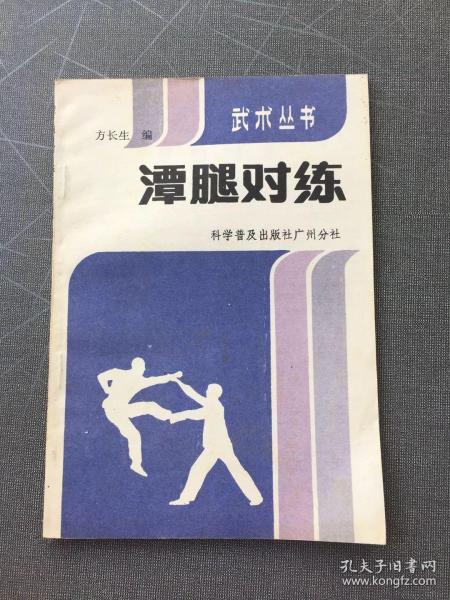 武术丛书
方长生 编
潭腿对练
科学普及出版社广州分社
孔夫子旧书网
www.kongfz.com